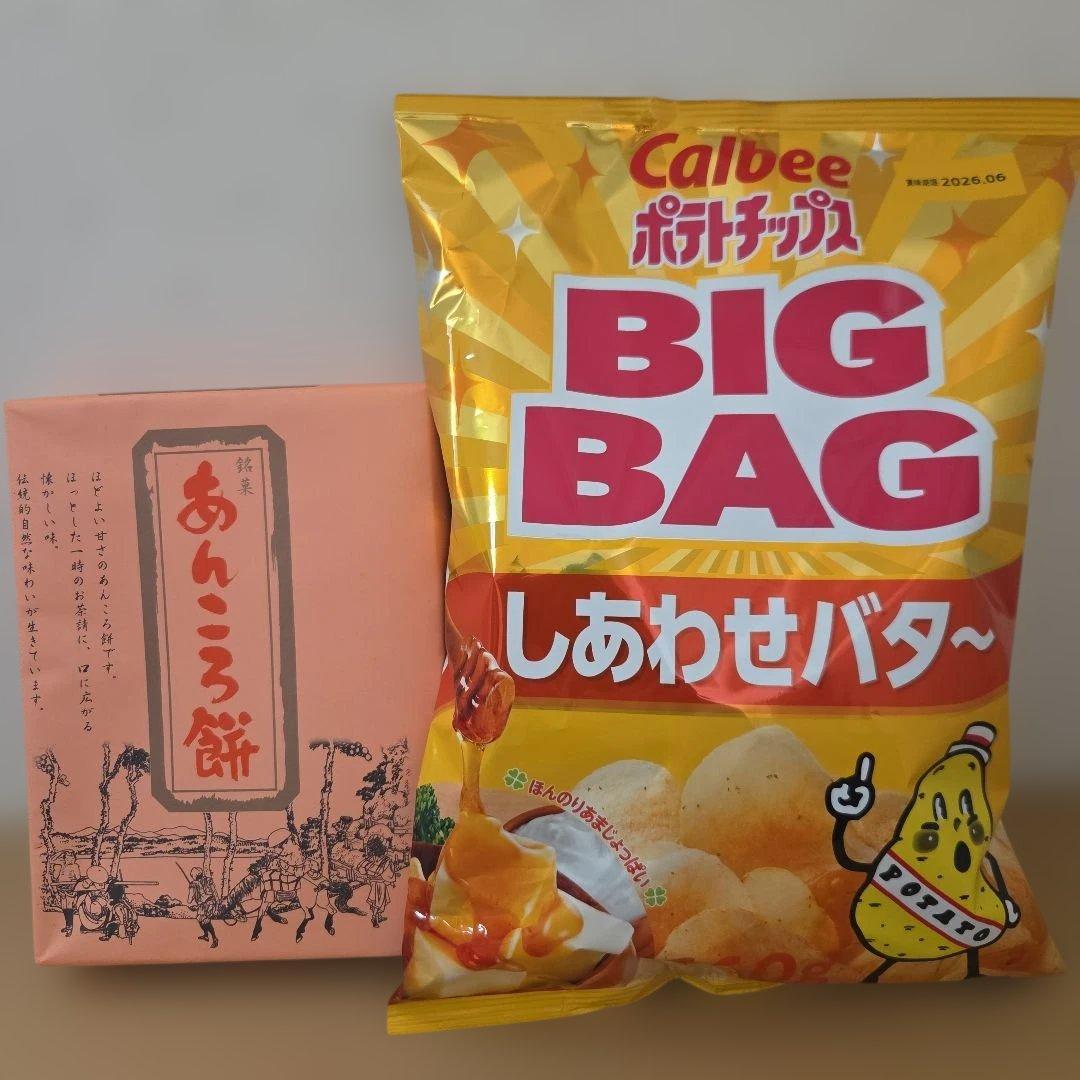 銘菓
あんころ餅
ほどよい甘さのあんころ餅です。
ほっとした一時のお茶請に、口に広がる
懐かしい味。
伝統的自然な味わいが生きています。
Calbee
ポテトチップス
賞味期限 2026.06
BIG
BAG
しあわせバタ～
ほんのりあまじょっぱい
POTATO